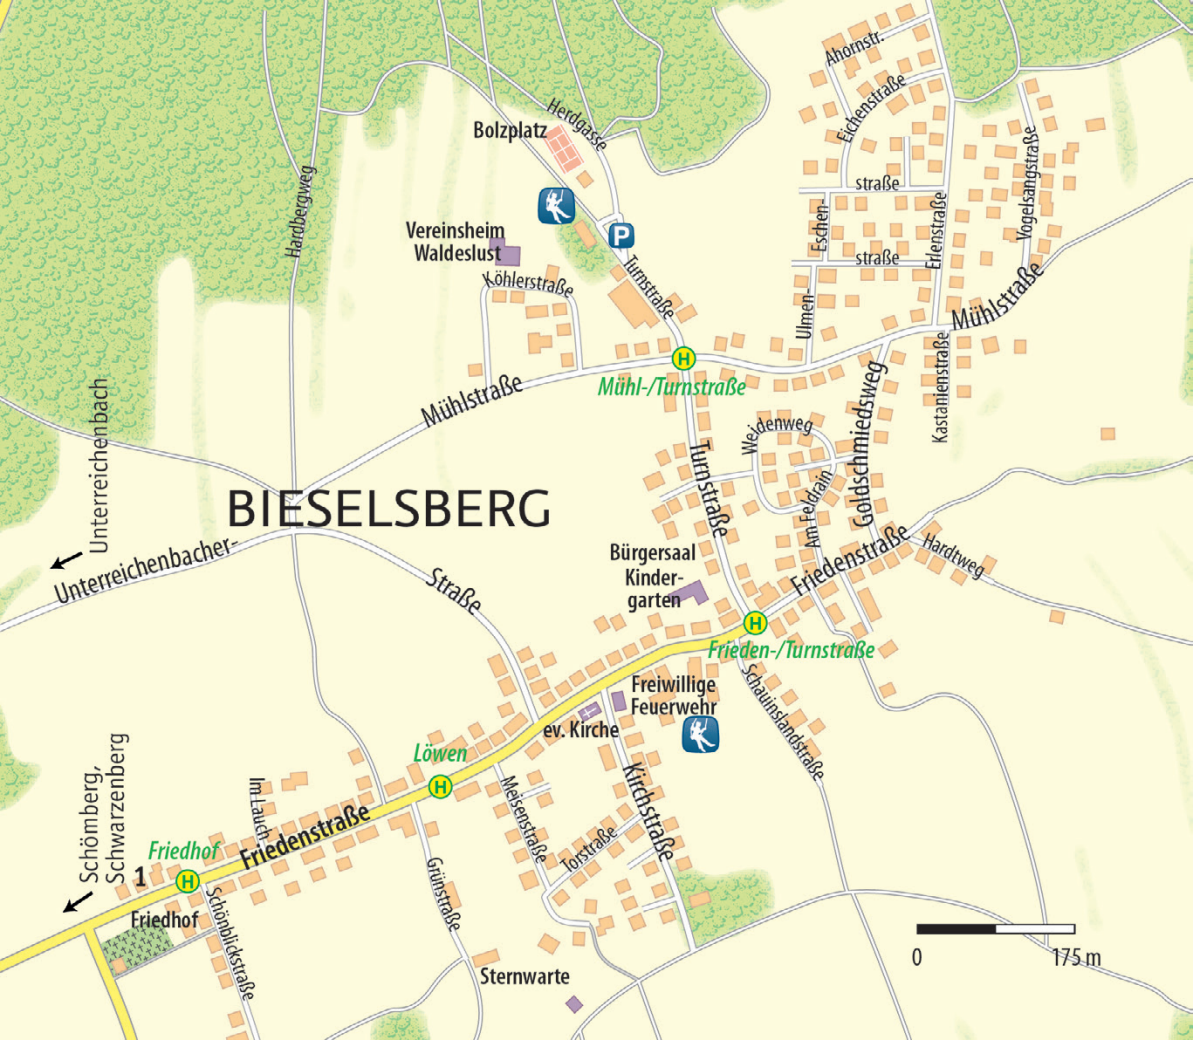 Ahornstr.
Herdgasse
Bolzplatz
Eichenstraße
Vogelsangstraße
Hardbergweg
straße
Eschen-
Erlenstraße
P
Vereinsheim
Waldeslust
straße
Turnstraße
Köhlerstraße
Ulmen-
Mühlstraße
H
Mühl-/Turnstraße
Kastanienstraße
Goldschmiedsweg
Mühlstraße
Unterreichenbach
Weidenweg
Turnstraße
Am Feldrain
BIESELSBERG
Unterreichenbacher-
Straße
Bürgersaal
Kinder-
garten
Friedenstraße
Hardtweg
H
Frieden-/Turnstraße
Schauinslandstraße
Freiwillige
Feuerwehr
ev. Kirche
Löwen
H
Kirchstraße
Meisenstraße
Torstraße
Schömberg,
Schwarzenberg
Im Lauch
Friedenstraße
Friedhof
1
H
Friedhof
Schönblickstraße
Grünstraße
Sternwarte
0
175 m